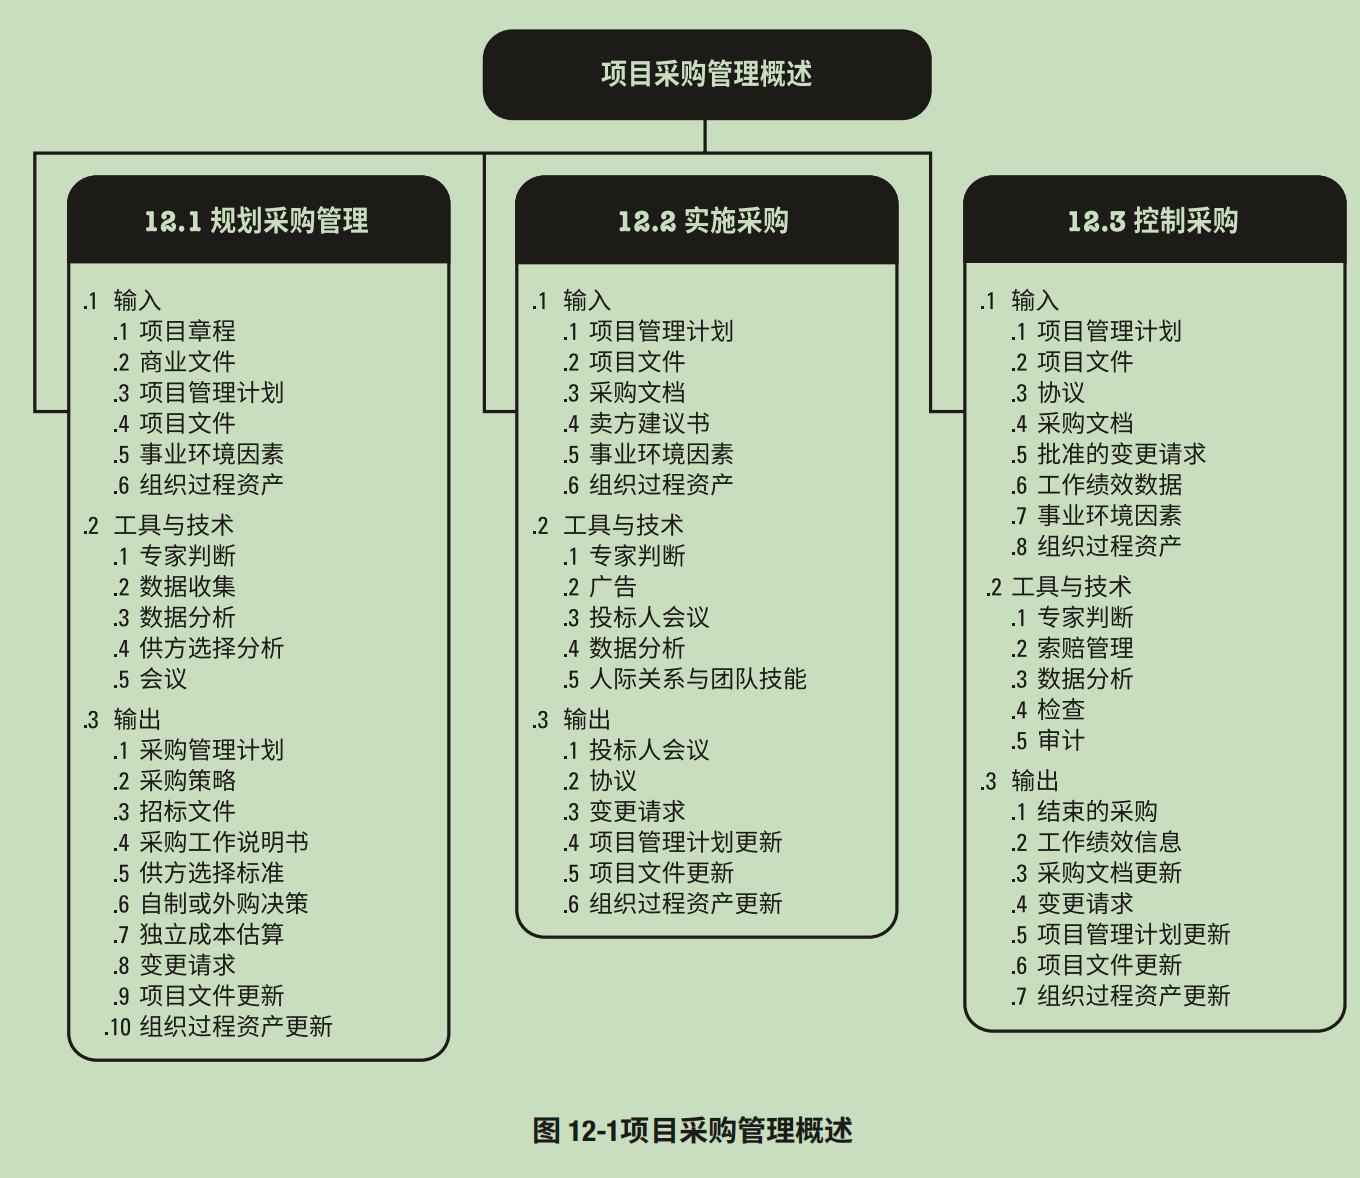 项目采购管理概述
12.1 规划采购管理
.1 输入
.1 项目章程
.2 商业文件
.3 项目管理计划
.4 项目文件
.5 事业环境因素
.6 组织过程资产
.2 工具与技术
.1 专家判断
.2 数据收集
.3 数据分析
.4 供方选择分析
.5 会议
.3 输出
.1 采购管理计划
.2 采购策略
.3 招标文件
.4 采购工作说明书
.5 供方选择标准
.6 自制或外购决策
.7 独立成本估算
.8 变更请求
.9 项目文件更新
.10 组织过程资产更新
12.2 实施采购
.1 输入
.1 项目管理计划
.2 项目文件
.3 采购文档
.4 卖方建议书
.5 事业环境因素
.6 组织过程资产
.2 工具与技术
.1 专家判断
.2 广告
.3 投标人会议
.4 数据分析
.5 人际关系与团队技能
.3 输出
.1 投标人会议
.2 协议
.3 变更请求
.4 项目管理计划更新
.5 项目文件更新
.6 组织过程资产更新
12.3 控制采购
.1 输入
.1 项目管理计划
.2 项目文件
.3 协议
.4 采购文档
.5 批准的变更请求
.6 工作绩效数据
.7 事业环境因素
.8 组织过程资产
.2 工具与技术
.1 专家判断
.2 索赔管理
.3 数据分析
.4 检查
.5 审计
.3 输出
.1 结束的采购
.2 工作绩效信息
.3 采购文档更新
.4 变更请求
.5 项目管理计划更新
.6 项目文件更新
.7 组织过程资产更新
图 12-1项目采购管理概述